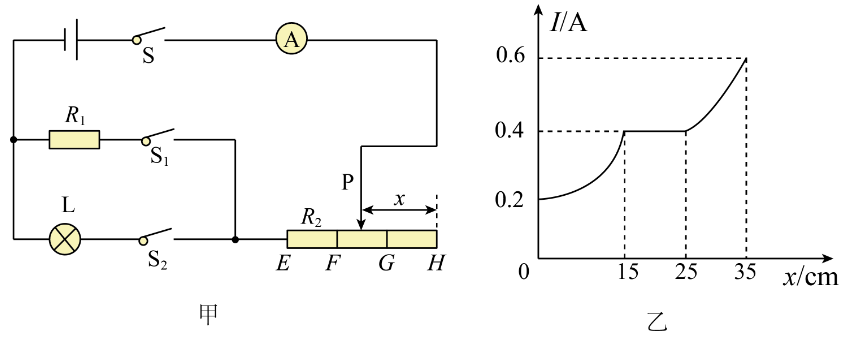 S
A
R₁
S₁
P
x
L
S₂
R₂
E
F
G
H
甲
I/A
0.6
0.4
0.2
0
15
25
35
x/cm
乙